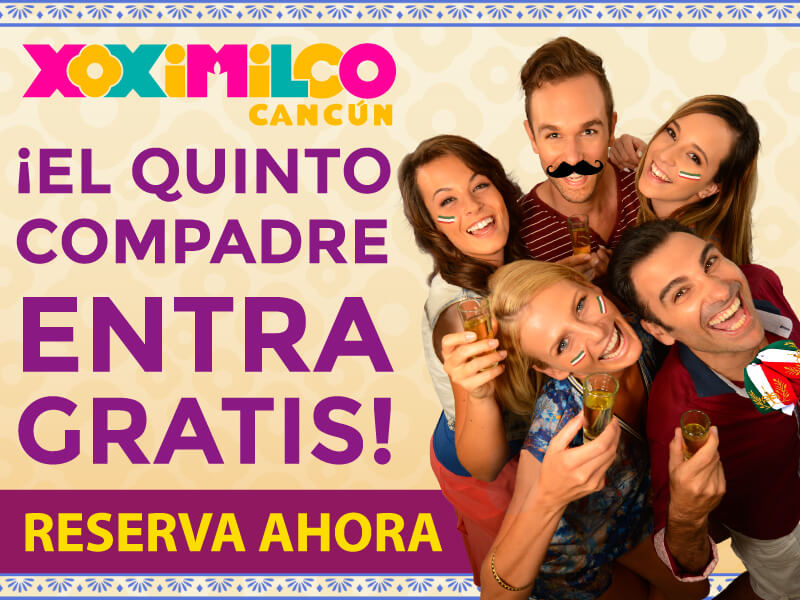 XOXIMILCO
CANCÚN
¡EL QUINTO
COMPADRE
ENTRA
GRATIS!
RESERVA AHORA